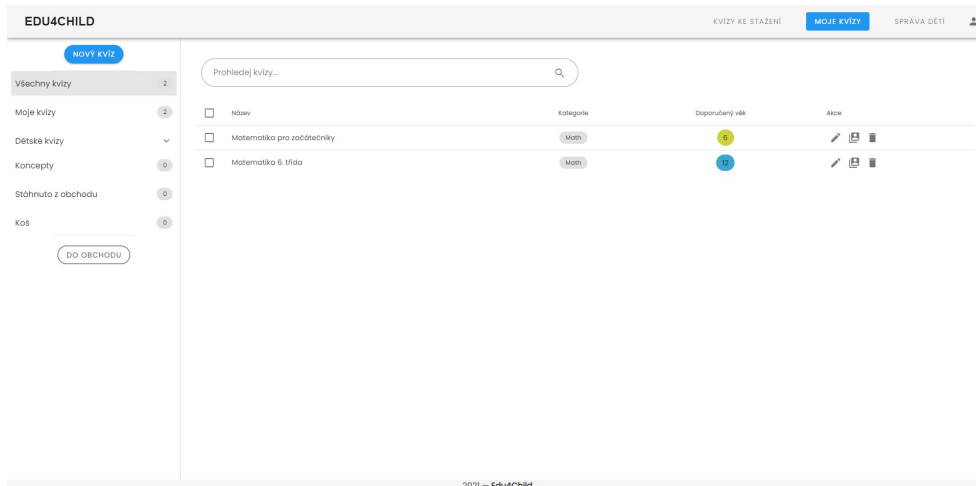 EDU4CHILD
KVÍZY KE STAŽENÍ
MOJE KVÍZY
SPRÁVA DĚTÍ
NOVÝ KVÍZ
Všechny kvízy 2
Moje kvízy 2
Dětské kvízy
Koncepty 0
Stáhnuto z obchodu 0
Koš 0
DO OBCHODU
Prohledej kvízy...
Název Kategorie Doporučený věk Akce
Matematika pro začátečníky Math 6
Matematika 6. třída Math 12
2021 — Edu4Child